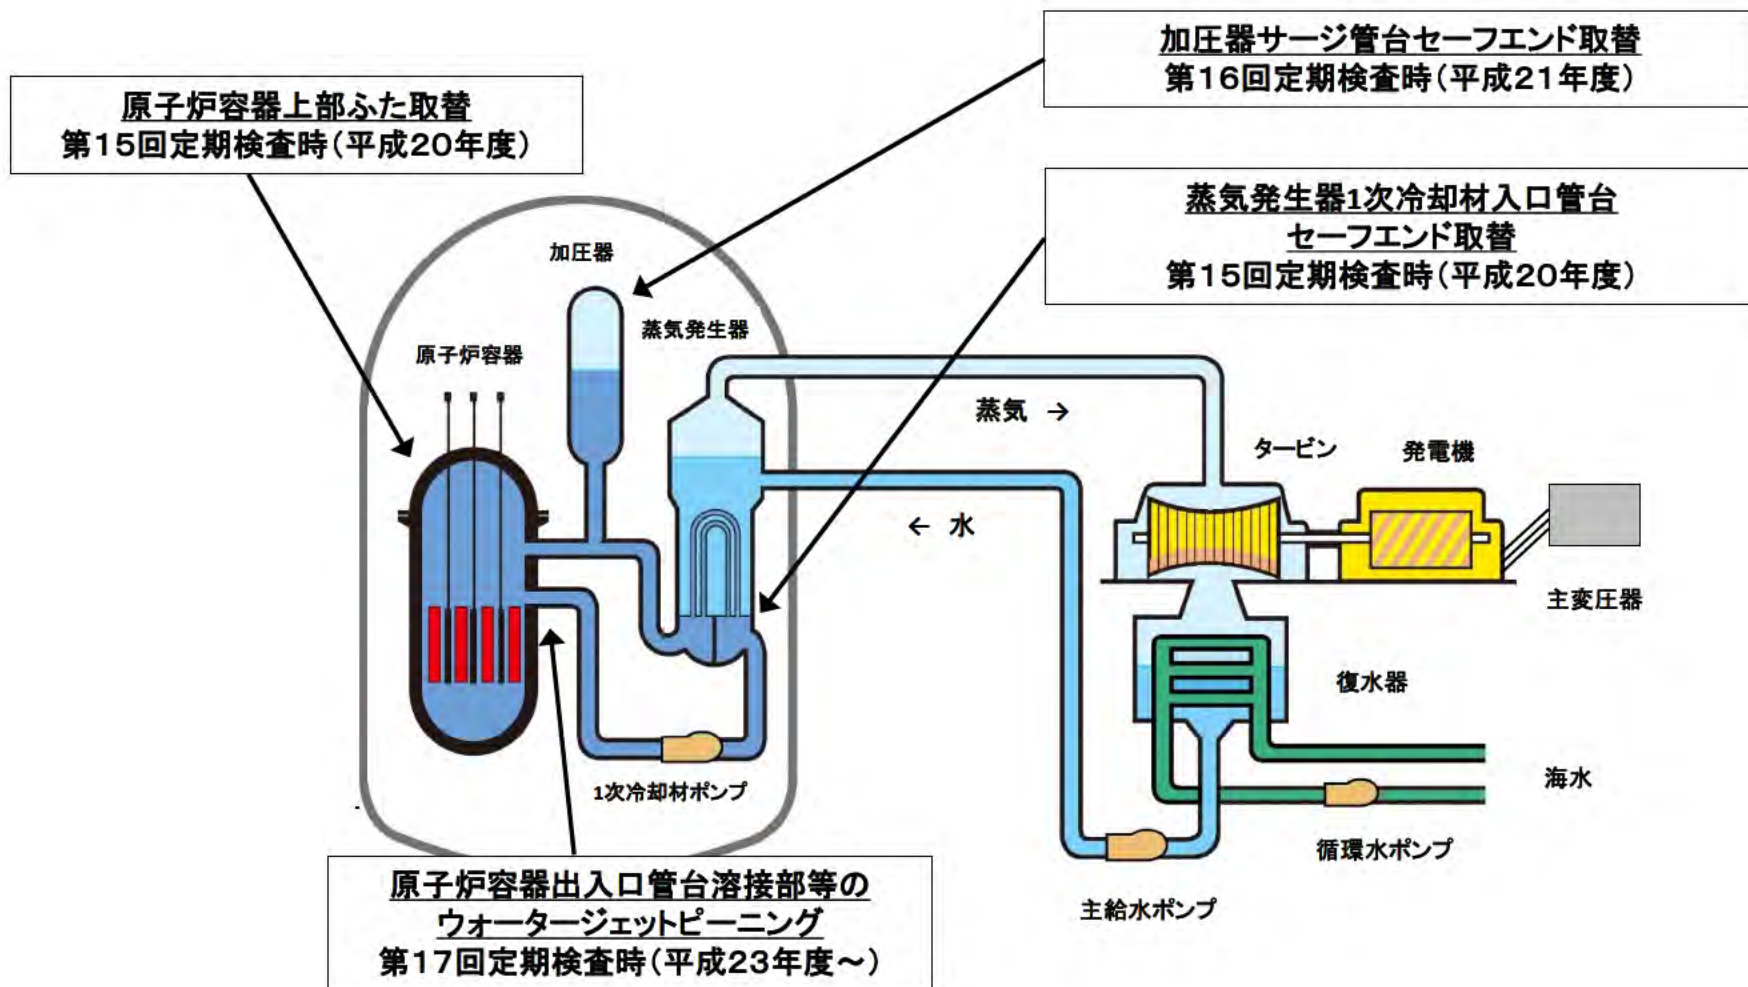 加圧器サージ管台セーフエンド取替
第16回定期検査時(平成21年度)
原子炉容器上部ふた取替
第15回定期検査時(平成20年度)
蒸気発生器1次冷却材入口管台
セーフエンド取替
第15回定期検査時(平成20年度)
加圧器
蒸気発生器
原子炉容器
蒸気 →
タービン
発電機
← 水
主変圧器
復水器
海水
1次冷却材ポンプ
循環水ポンプ
主給水ポンプ
原子炉容器出入口管台溶接部等の
ウォータージェットピーニング
第17回定期検査時(平成23年度~)